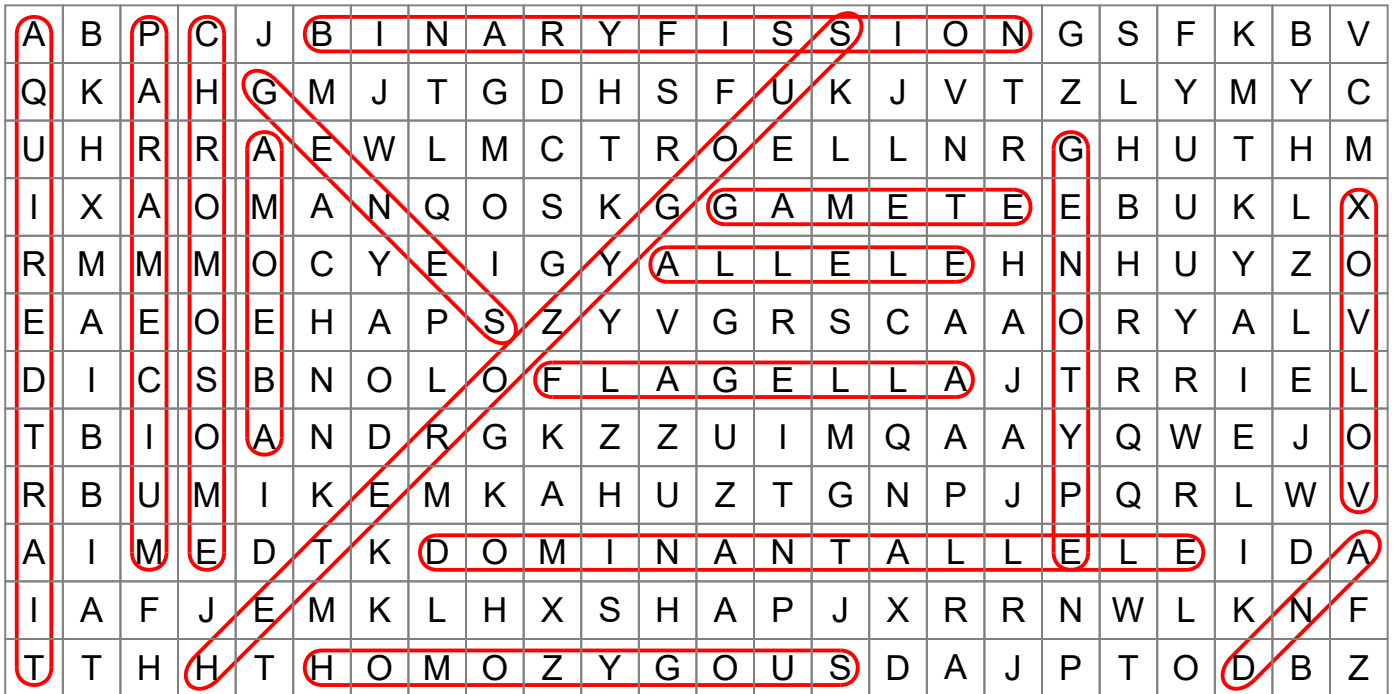 A B P C J B I N A R Y F I S S I O N G S F K B V
Q K A H G M J T G D H S F U K J V T Z L Y M Y C
U H R R A E W L M C T R O E L L N R G H U T H M
I X A O M A N Q O S K G G A M E T E E B U K L X
R M M M O C Y E I G Y A L L E L E H N H U Y Z O
E A E O E H A P S Z Y V G R S C A A O R Y A L V
D I C S B N O L O F L A G E L L A J T R R I E L
T B I O A N D R G K Z Z U I M Q A A Y Q W E J O
R B U M I K E M K A H U Z T G N P J P Q R L W V
A I M E D T K D O M I N A N T A L L E L E I D A
I A F J E M K L H X S H A P J X R R N W L K N F
T T H H T H O M O Z Y G O U S D A J P T O D B Z